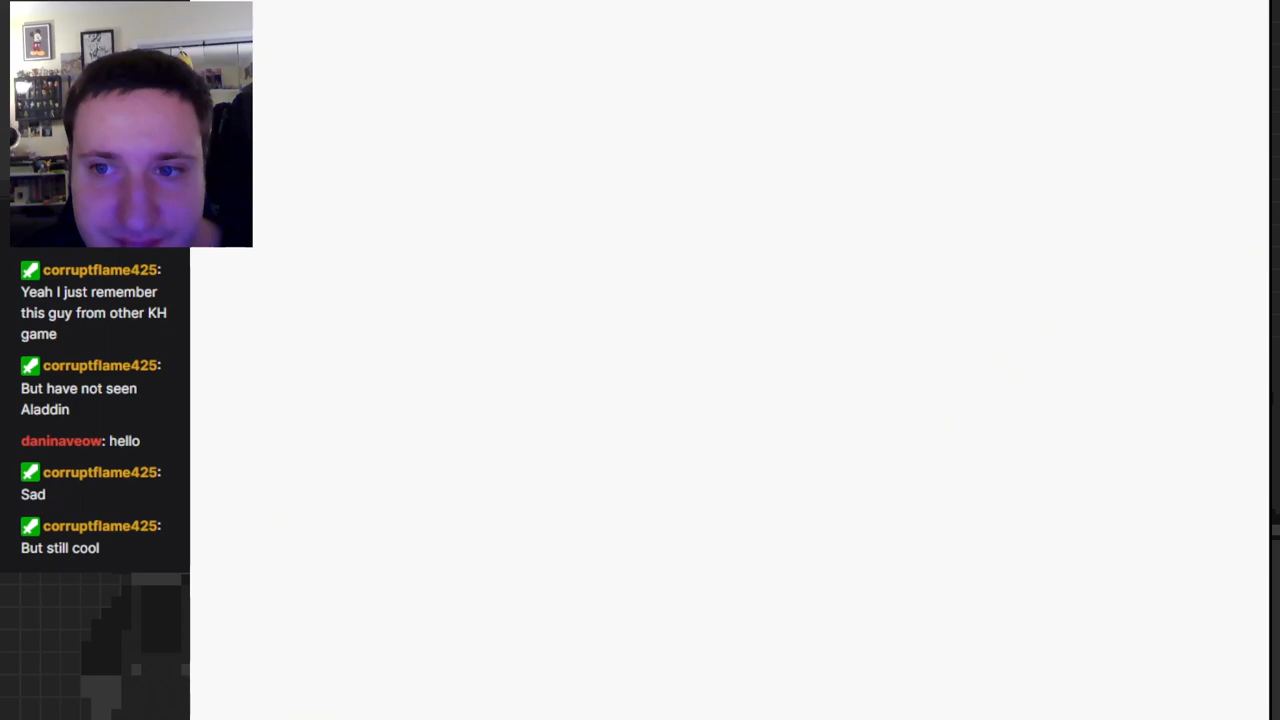 corruptflame425:
Yeah I just remember
this guy from other KH
game
corruptflame425:
But have not seen
Aladdin
daninaveow: hello
corruptflame425:
Sad
corruptflame425:
But still cool